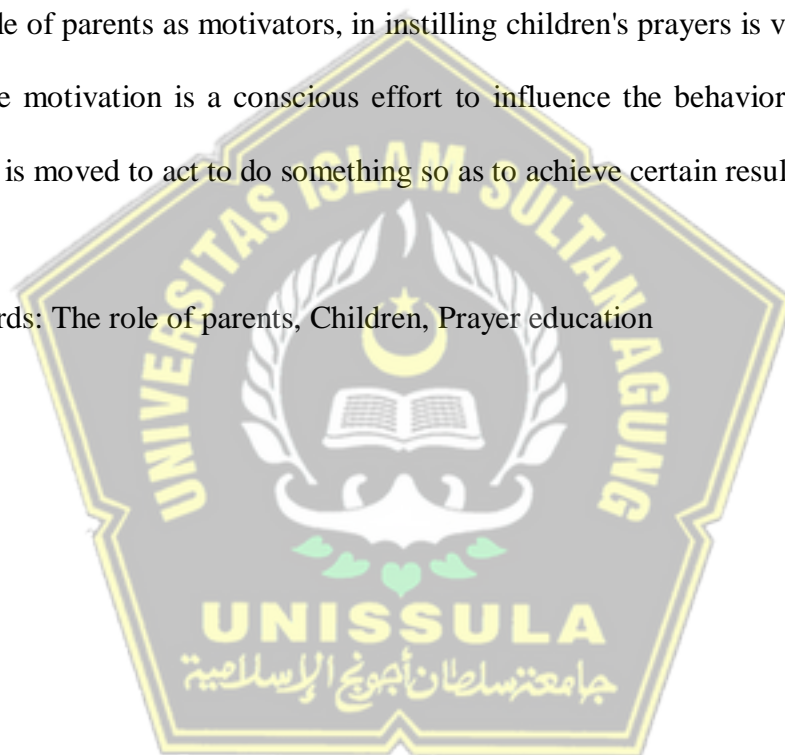 le of parents as motivators, in instilling children's prayers is v
e motivation is a conscious effort to influence the behavior
is moved to act to do something so as to achieve certain resul
rds: The role of parents, Children, Prayer education
UNIVERSITAS ISLAM SULTAN AGUNG
UNISSULA
جامعة سلطان أجونج الإسلامية